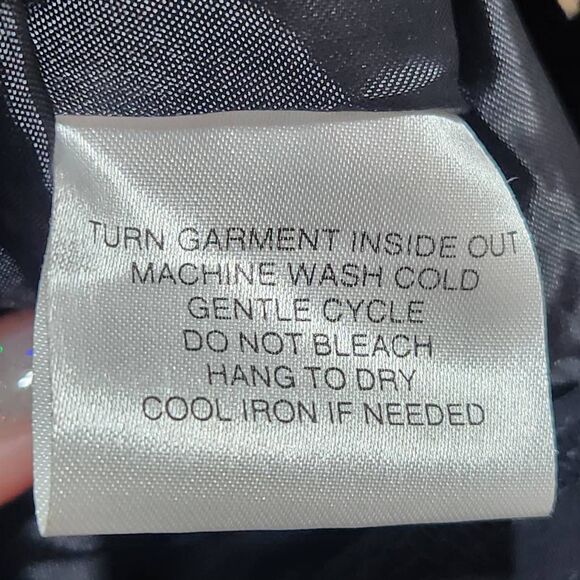 TURN GARMENT INSIDE OUT
MACHINE WASH COLD
GENTLE CYCLE
DO NOT BLEACH
HANG TO DRY
COOL IRON IF NEEDED